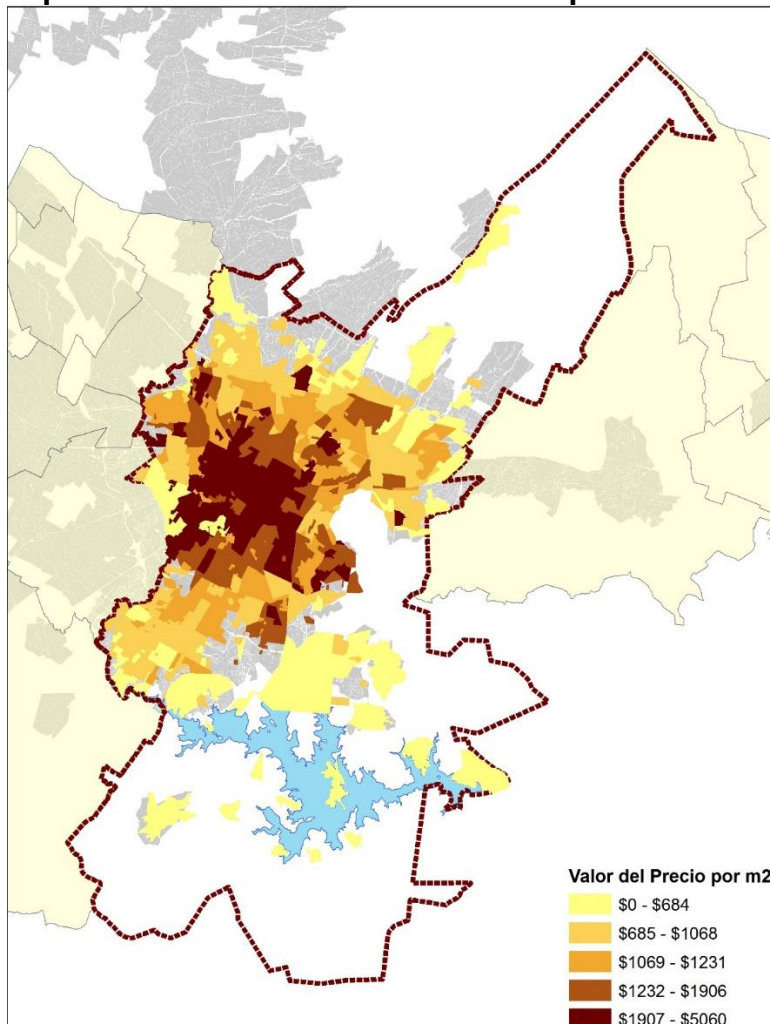 Valor del Precio por m2
$0 - $684
$685 - $1068
$1069 - $1231
$1232 - $1906
$1907 - $5060